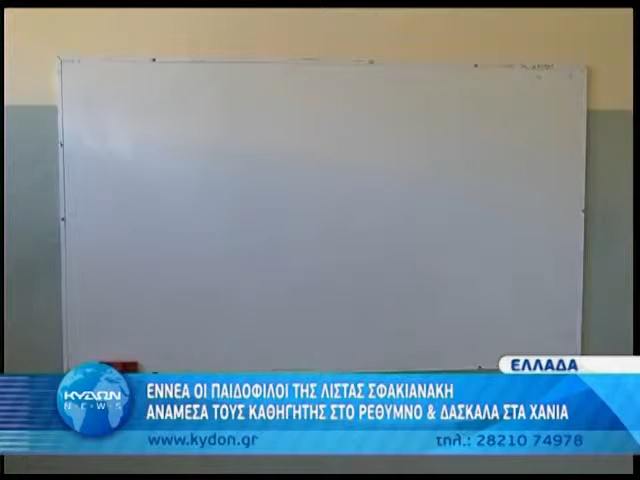 ΕΛΛΑΔΑ
ΕΝΝΕΑ ΟΙ ΠΑΙΔΟΦΙΛΟΙ ΤΗΣ ΛΙΣΤΑΣ ΣΦΑΚΙΑΝΑΚΗ
ΑΝΑΜΕΣΑ ΤΟΥΣ ΚΑΘΗΓΗΤΗΣ ΣΤΟ ΡΕΘΥΜΝΟ & ΔΑΣΚΑΛΑ ΣΤΑ ΧΑΝΙΑ
ΚΥΔΩΝ
NEWS
www.kydon.gr
τηλ.: 28210 74978